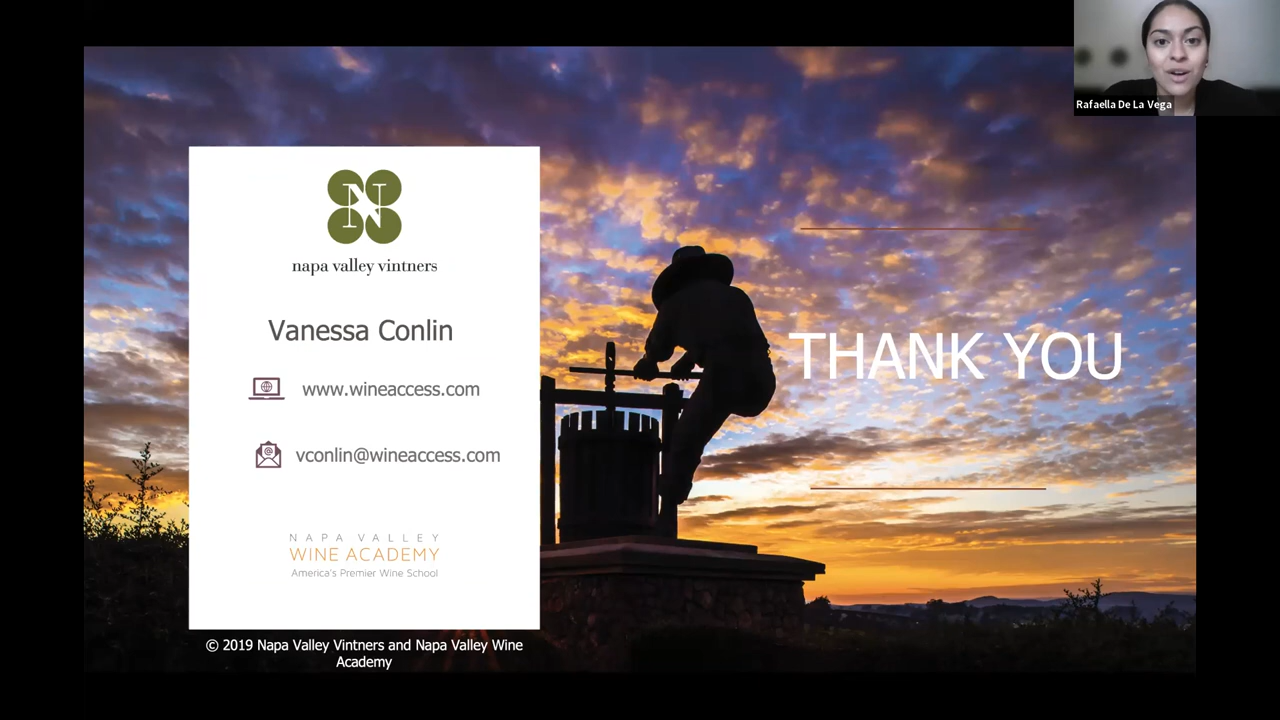 Rafaella De La Vega
N
napa valley vintners
Vanessa Conlin
www.wineaccess.com
vconlin@wineaccess.com
NAPA VALLEY
WINE ACADEMY
America's Premier Wine School
© 2019 Napa Valley Vintners and Napa Valley Wine
Academy
THANK YOU